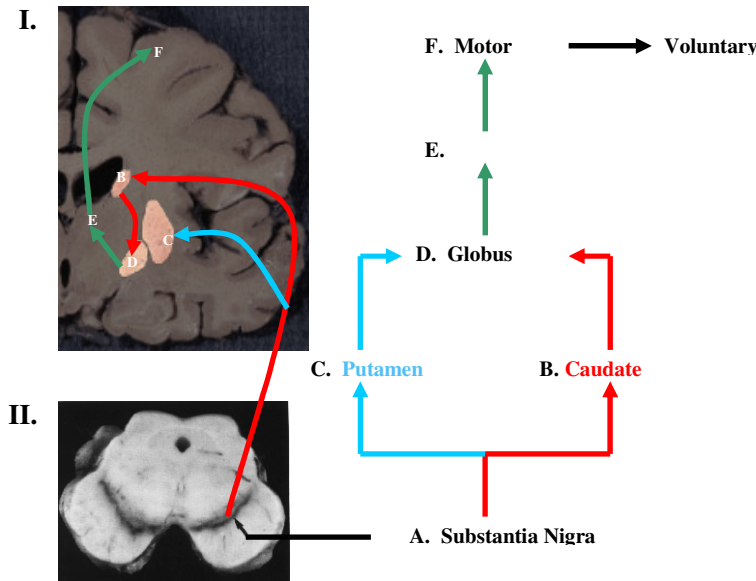 I.
F
B
E
C
D
F. Motor
Voluntary
E.
D. Globus
C. Putamen
B. Caudate
II.
A. Substantia Nigra